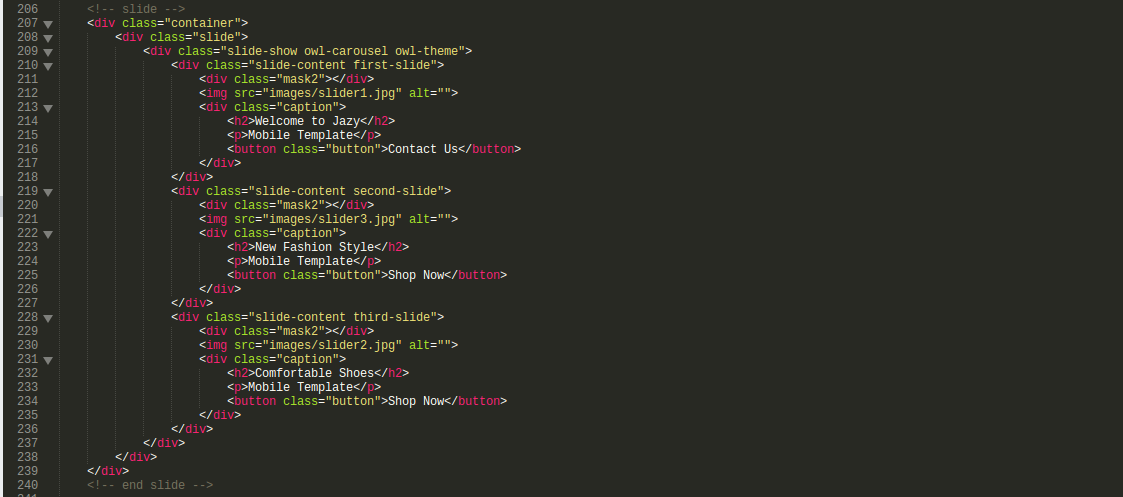 206 <!-- slide -->
207 <div class="container">
208 <div class="slide">
209 <div class="slide-show owl-carousel owl-theme">
210 <div class="slide-content first-slide">
211 <div class="mask2"></div>
212 <img src="images/slider1.jpg" alt="">
213 <div class="caption">
214 <h2>Welcome to Jazy</h2>
215 <p>Mobile Template</p>
216 <button class="button">Contact Us</button>
217 </div>
218 </div>
219 <div class="slide-content second-slide">
220 <div class="mask2"></div>
221 <img src="images/slider3.jpg" alt="">
222 <div class="caption">
223 <h2>New Fashion Style</h2>
224 <p>Mobile Template</p>
225 <button class="button">Shop Now</button>
226 </div>
227 </div>
228 <div class="slide-content third-slide">
229 <div class="mask2"></div>
230 <img src="images/slider2.jpg" alt="">
231 <div class="caption">
232 <h2>Comfortable Shoes</h2>
233 <p>Mobile Template</p>
234 <button class="button">Shop Now</button>
235 </div>
236 </div>
237 </div>
238 </div>
239 </div>
240 <!-- end slide -->